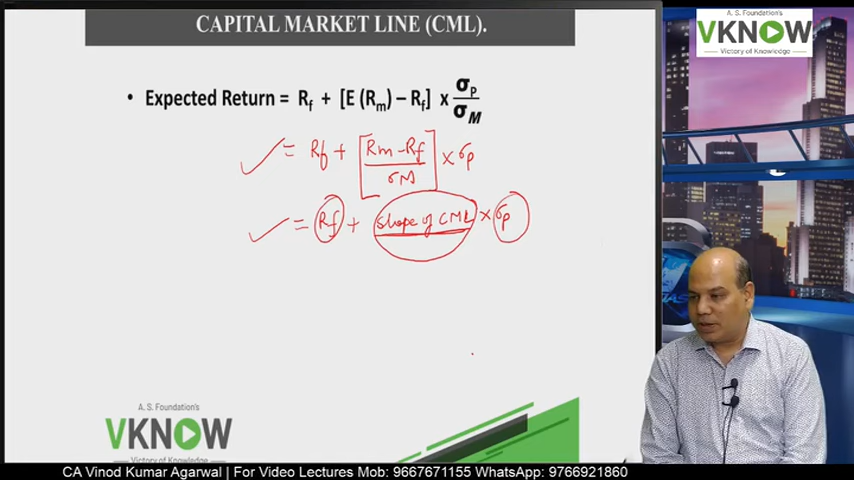 CAPITAL MARKET LINE (CML).
A. S. Foundation's
VKNOW
Victory of Knowledge
• Expected Return = Rf + [E (Rm) – Rf] x σP/σM
= Rf + [Rm - Rf / σM] x σp
= Rf + Slope of CML x σp
A. S. Foundation's
VKNOW
Victory of Knowledge
CA Vinod Kumar Agarwal | For Video Lectures Mob: 9667671155 WhatsApp: 9766921860